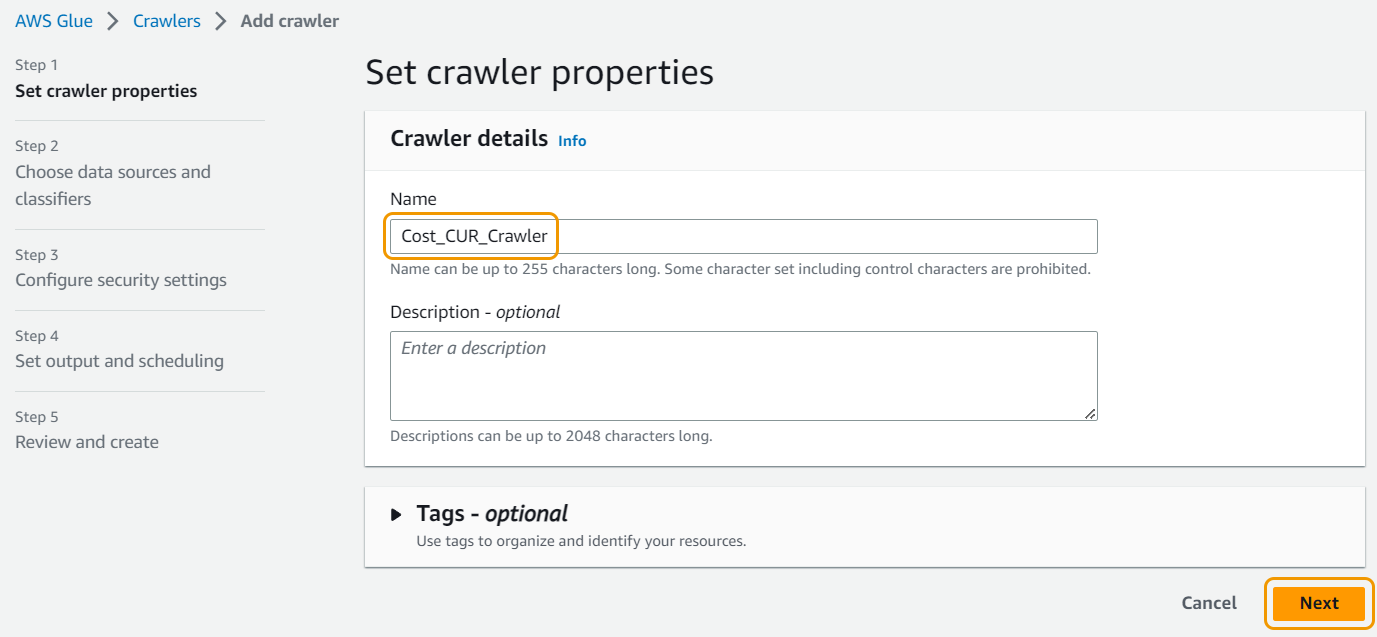 AWS Glue > Crawlers > Add crawler
Step 1
Set crawler properties
Step 2
Choose data sources and
classifiers
Step 3
Configure security settings
Step 4
Set output and scheduling
Step 5
Review and create
Set crawler properties
Crawler details Info
Name
Cost_CUR_Crawler
Name can be up to 255 characters long. Some character set including control characters are prohibited.
Description - optional
Enter a description
Descriptions can be up to 2048 characters long.
Tags - optional
Use tags to organize and identify your resources.
Cancel Next